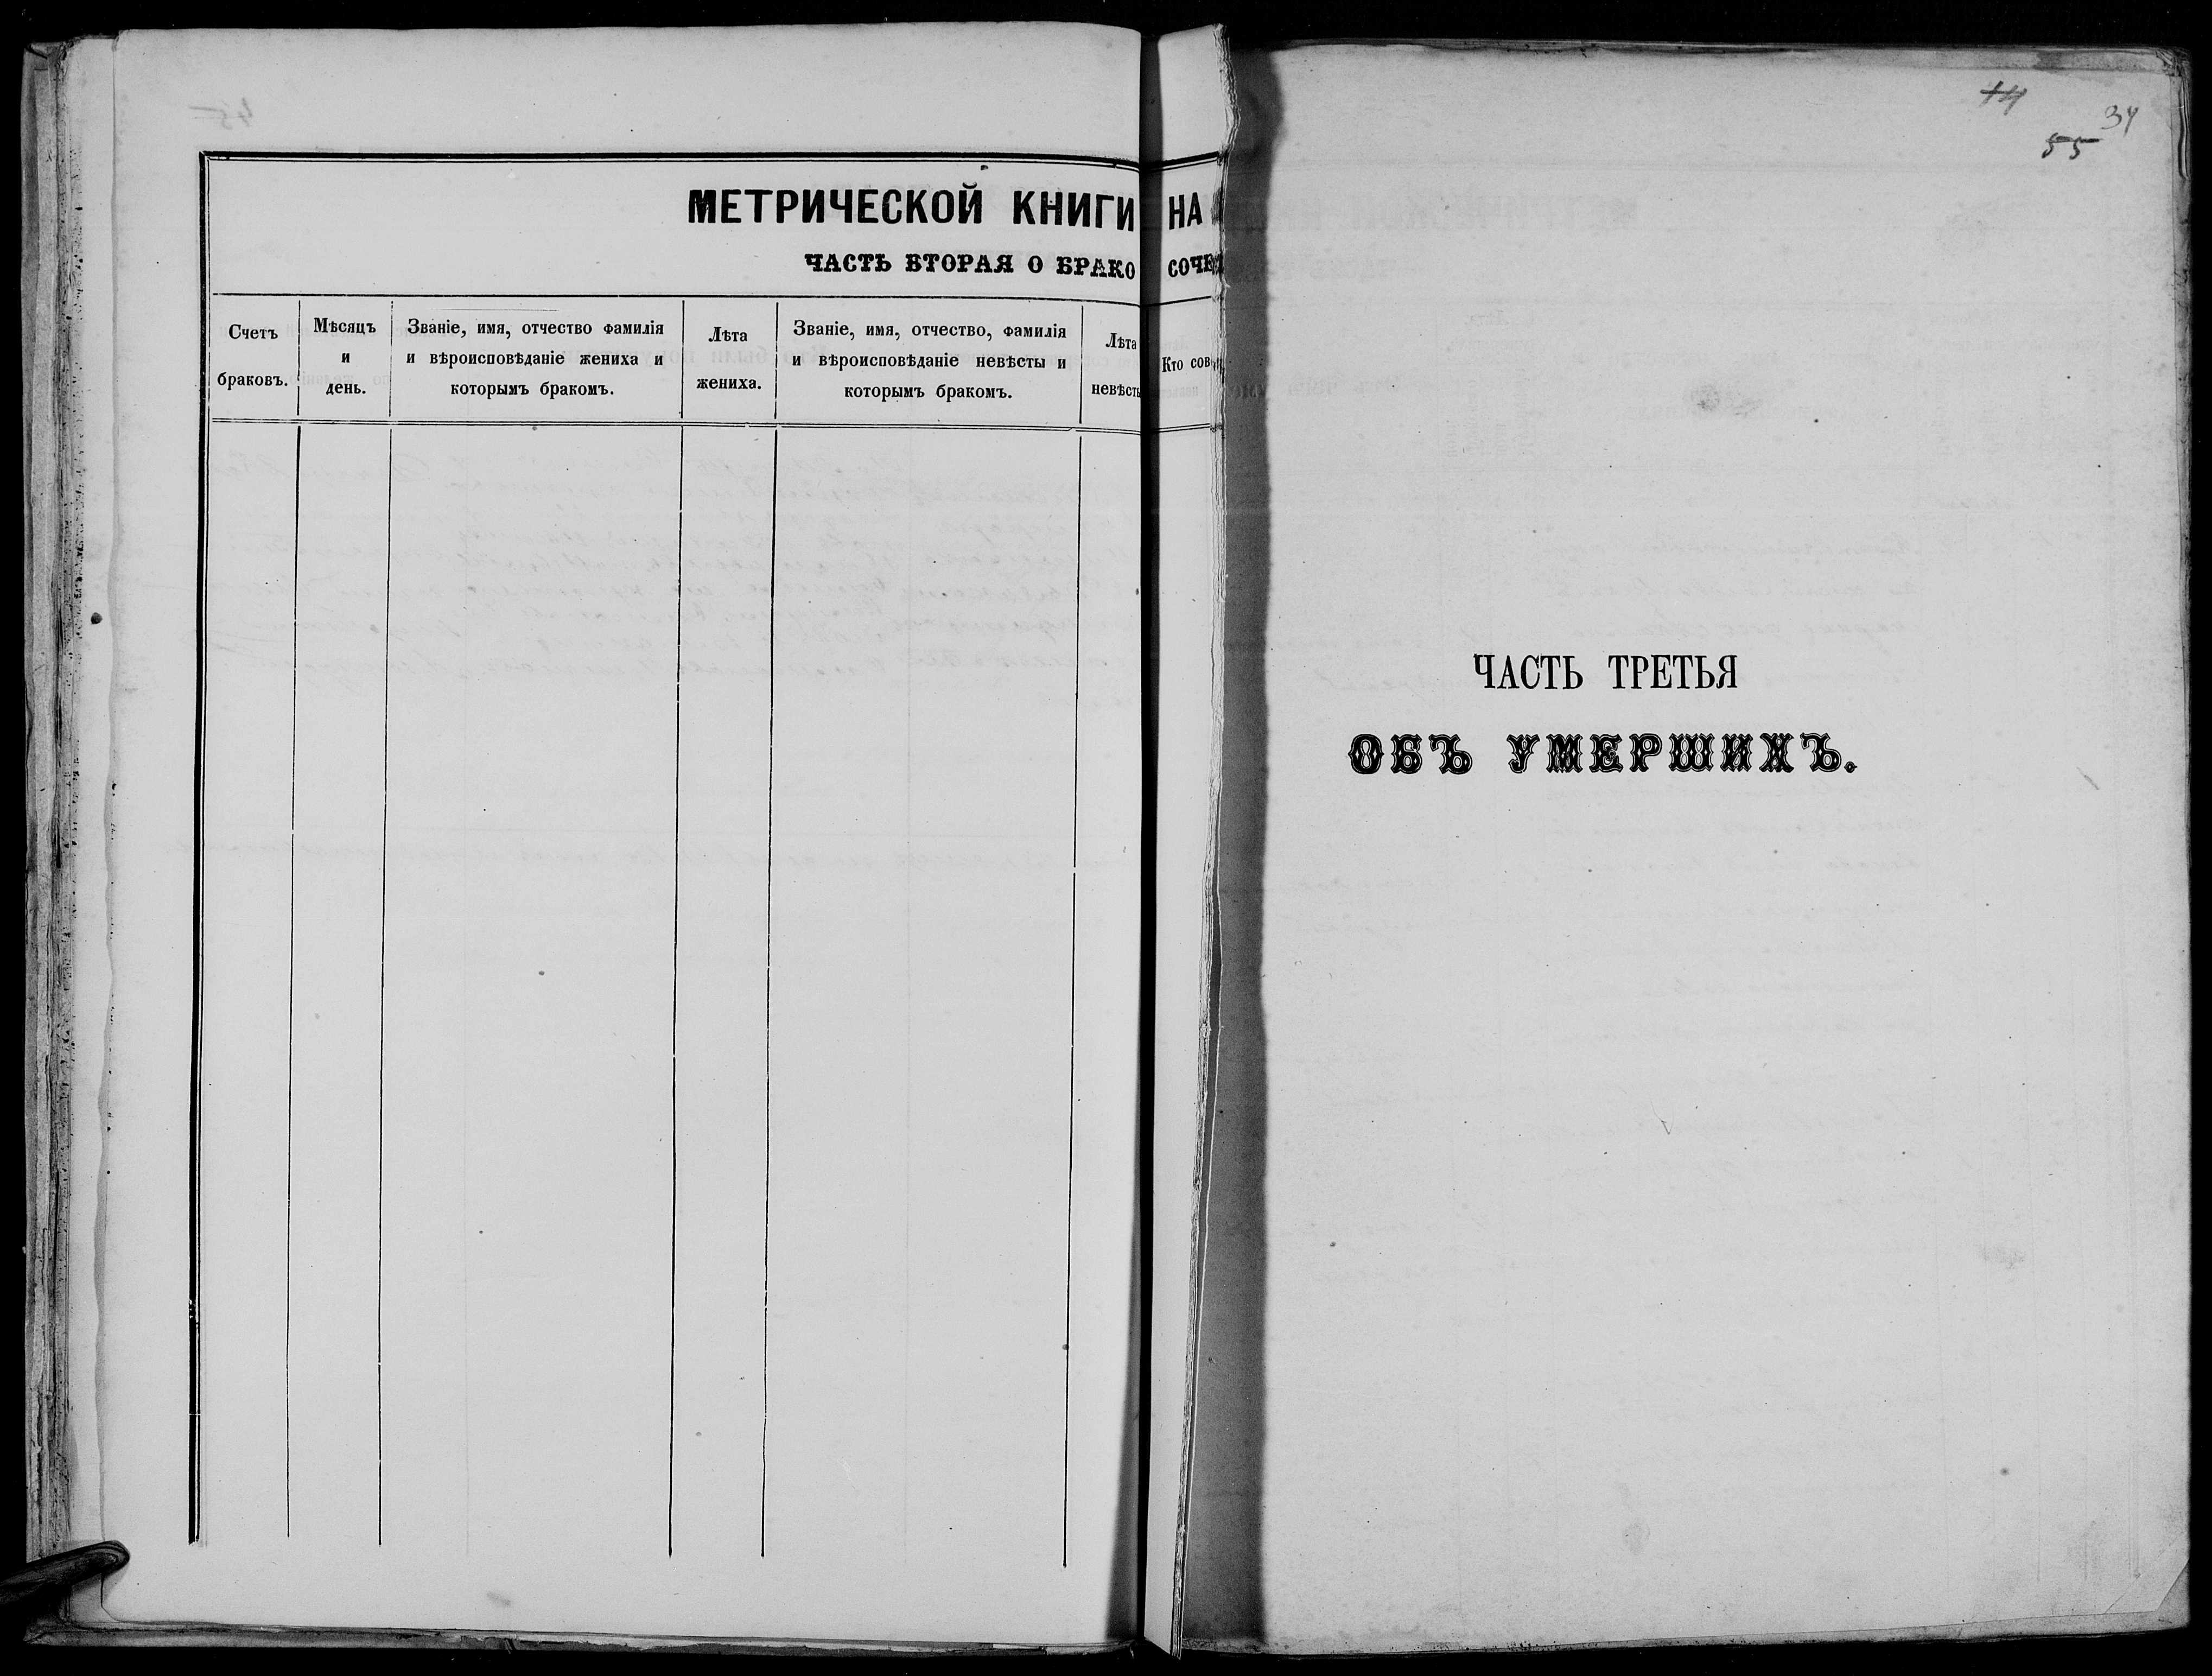 МЕТРИЧЕСКОЙ КНИГИ НА
ЧАСТЬ ВТОРАЯ О БРАКО СОЧЕТ
Счетъ браковъ.
Мѣсяцъ
и
день.
Званіе, имя, отчество фамилія
и вѣроисповѣданіе жениха и
которымъ бракомъ.
Лѣта
жениха.
Званіе, имя, отчество, фамилія
и вѣроисповѣданіе невѣсты и
которымъ бракомъ.
Лѣта
невѣсты
Кто сов
34
55
ЧАСТЬ ТРЕТЬЯ
ОБЪ УМЕРШИХЪ.